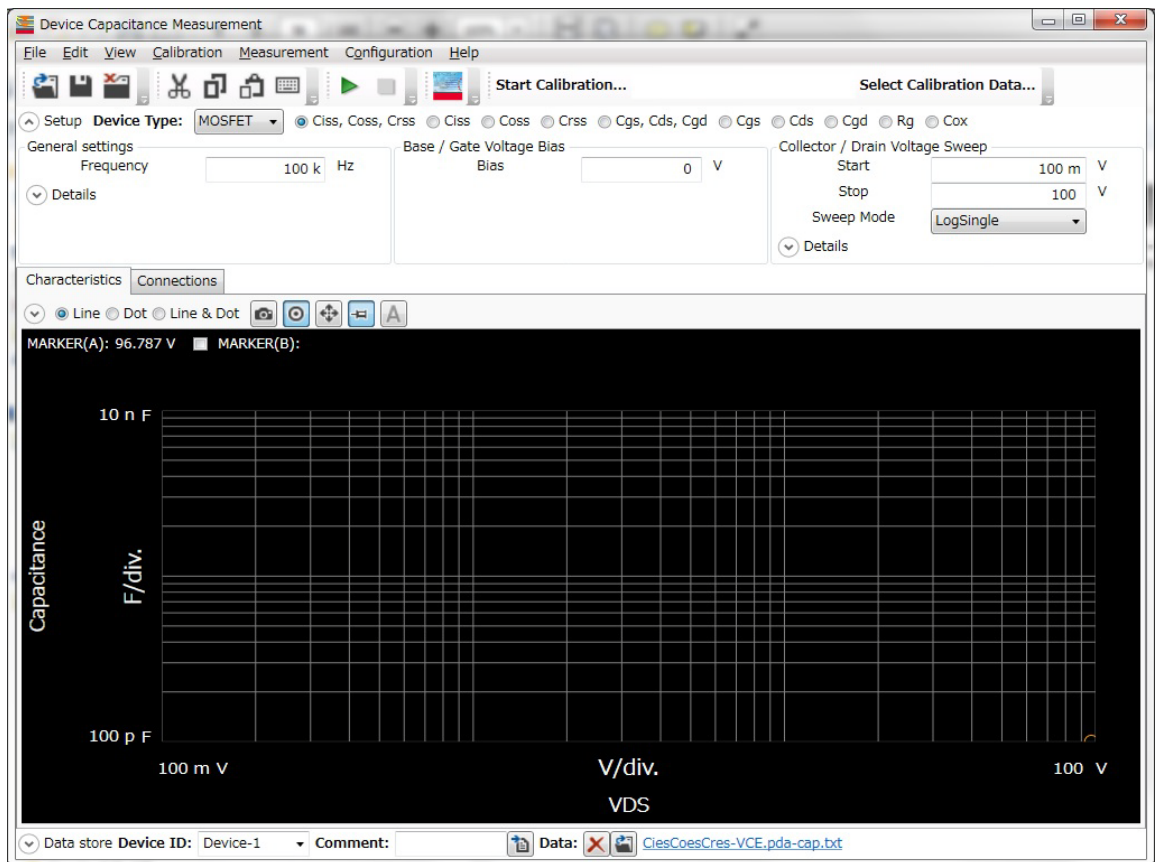 Device Capacitance Measurement
File Edit View Calibration Measurement Configuration Help
Start Calibration... Select Calibration Data...
Setup Device Type: MOSFET Ciss, Coss, Crss Ciss Coss Crss Cgs, Cds, Cgd Cgs Cds Cgd Rg Cox
General settings Base / Gate Voltage Bias Collector / Drain Voltage Sweep
Frequency 100 k Hz Bias 0 V Start 100 m V
Details Stop 100 V
Sweep Mode LogSingle
Details
Characteristics Connections
Line Dot Line & Dot A
MARKER(A): 96.787 V MARKER(B):
10 n F
Capacitance
F/div.
100 p F
100 m V V/div. 100 V
VDS
Data store Device ID: Device-1 Comment: Data: CiesCoesCres-VCE.pda-cap.txt